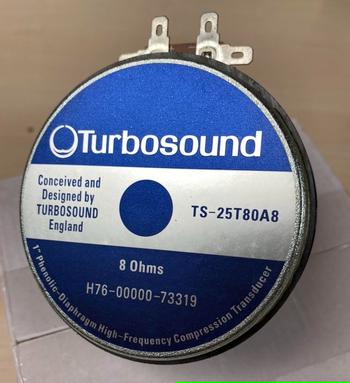 Turbosound
Conceived and
Designed by
TURBOSOUND
England
TS-25T80A8
8 Ohms
H76-00000-73319
1" Phenolic-Diaphragm High-Frequency Compression Transducer